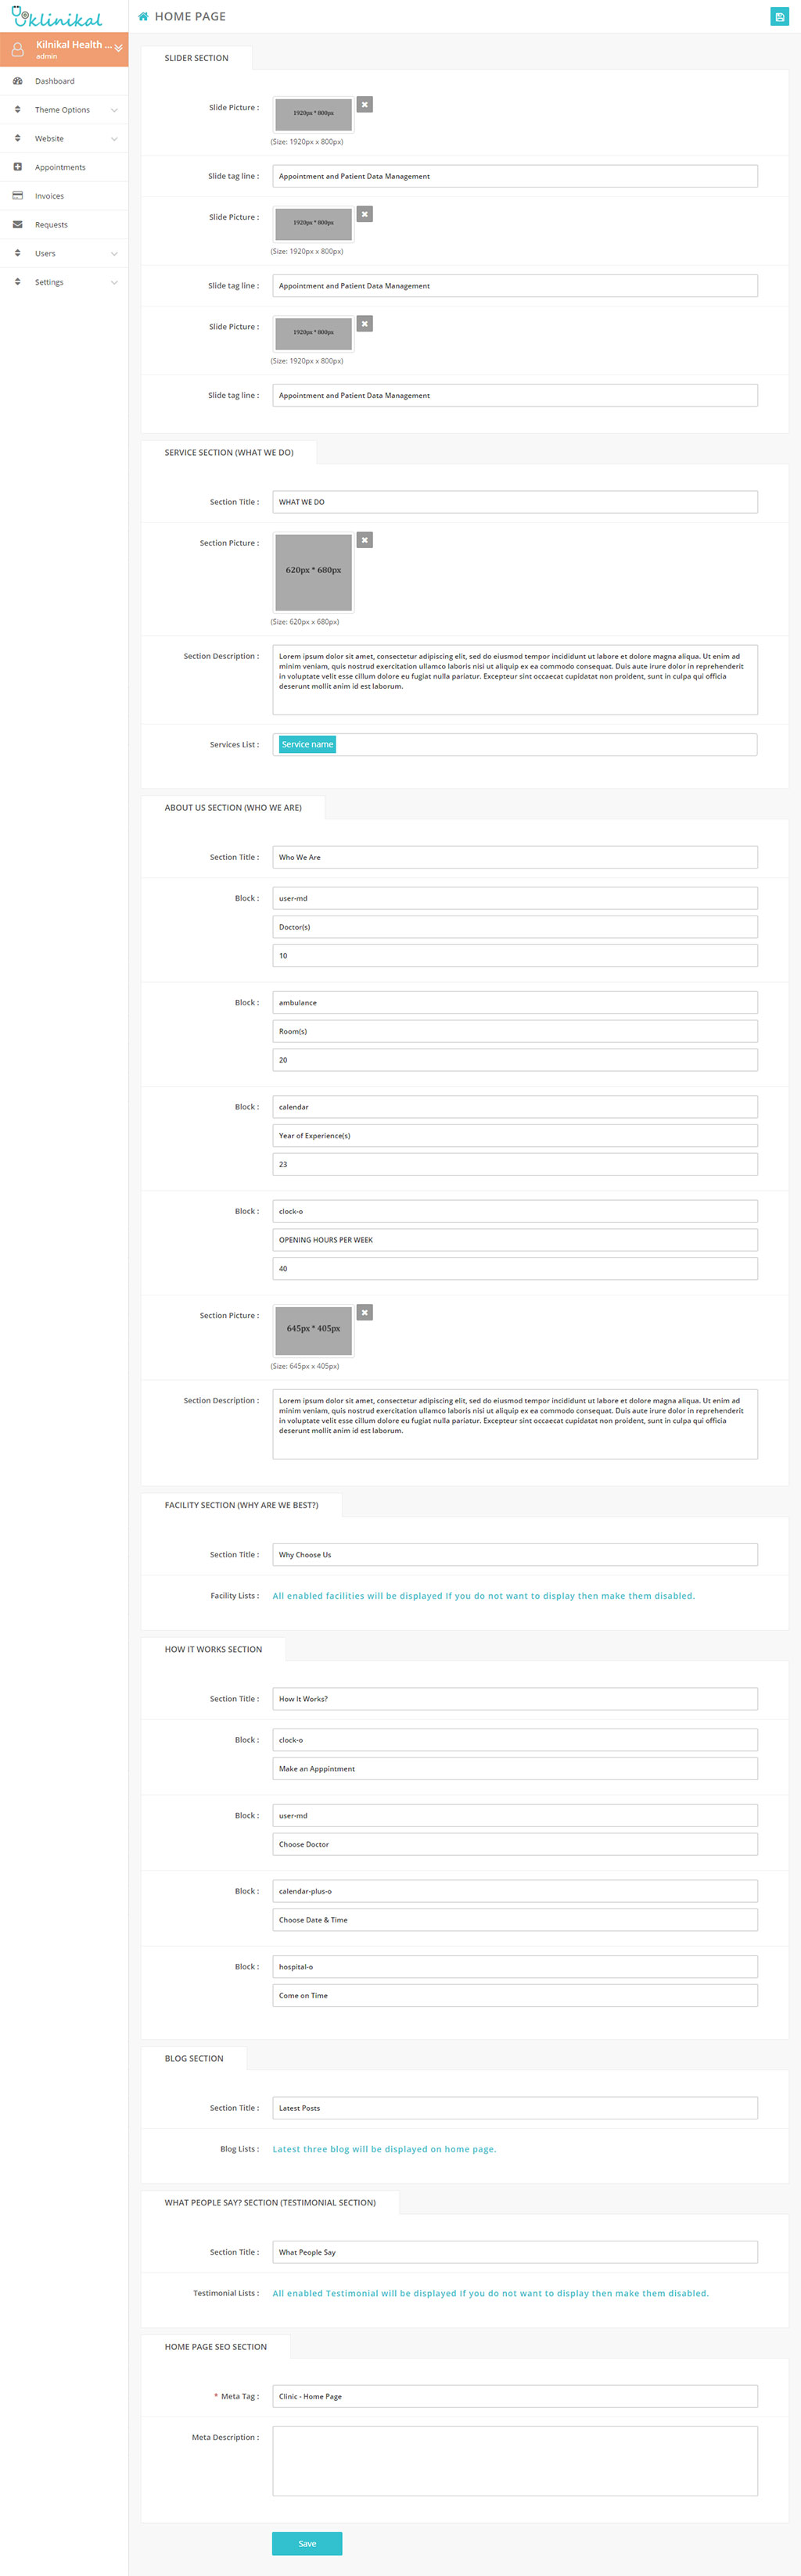 klinikal
HOME PAGE
Kilnikal Health ...
admin
Dashboard
Theme Options
Website
Appointments
Invoices
Requests
Users
Settings
SLIDER SECTION
Slide Picture :
1920px * 800px
(Size: 1920px x 800px)
Slide tag line :
Appointment and Patient Data Management
Slide Picture :
1920px * 800px
(Size: 1920px x 800px)
Slide tag line :
Appointment and Patient Data Management
Slide Picture :
1920px * 800px
(Size: 1920px x 800px)
Slide tag line :
Appointment and Patient Data Management
SERVICE SECTION (WHAT WE DO)
Section Title :
WHAT WE DO
Section Picture :
620px * 680px
(Size: 620px x 680px)
Section Description :
Lorem ipsum dolor sit amet, consectetur adipiscing elit, sed do eiusmod tempor incididunt ut labore et dolore magna aliqua. Ut enim ad
minim veniam, quis nostrud exercitation ullamco laboris nisi ut aliquip ex ea commodo consequat. Duis aute irure dolor in reprehenderit
in voluptate velit esse cillum dolore eu fugiat nulla pariatur. Excepteur sint occaecat cupidatat non proident, sunt in culpa qui officia
deserunt mollit anim id est laborum.
Services List :
Service name
ABOUT US SECTION (WHO WE ARE)
Section Title :
Who We Are
Block :
user-md
Doctor(s)
10
Block :
ambulance
Room(s)
20
Block :
calendar
Year of Experience(s)
23
Block :
clock-o
OPENING HOURS PER WEEK
40
Section Picture :
645px * 405px
(Size: 645px x 405px)
Section Description :
Lorem ipsum dolor sit amet, consectetur adipiscing elit, sed do eiusmod tempor incididunt ut labore et dolore magna aliqua. Ut enim ad
minim veniam, quis nostrud exercitation ullamco laboris nisi ut aliquip ex ea commodo consequat. Duis aute irure dolor in reprehenderit
in voluptate velit esse cillum dolore eu fugiat nulla pariatur. Excepteur sint occaecat cupidatat non proident, sunt in culpa qui officia
deserunt mollit anim id est laborum.
FACILITY SECTION (WHY ARE WE BEST?)
Section Title :
Why Choose Us
Facility Lists :
All enabled facilities will be displayed If you do not want to display then make them disabled.
HOW IT WORKS SECTION
Section Title :
How It Works?
Block :
clock-o
Make an Apppintment
Block :
user-md
Choose Doctor
Block :
calendar-plus-o
Choose Date & Time
Block :
hospital-o
Come on Time
BLOG SECTION
Section Title :
Latest Posts
Blog Lists :
Latest three blog will be displayed on home page.
WHAT PEOPLE SAY? SECTION (TESTIMONIAL SECTION)
Section Title :
What People Say
Testimonial Lists :
All enabled Testimonial will be displayed If you do not want to display then make them disabled.
HOME PAGE SEO SECTION
* Meta Tag :
Clinic - Home Page
Meta Description :
Save